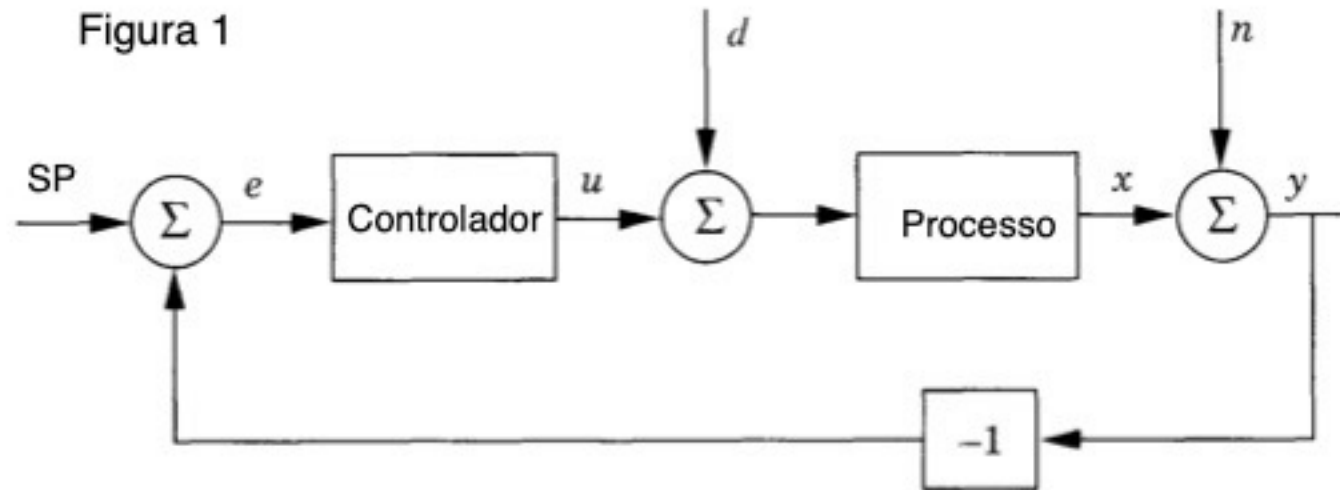 Figura 1
d
n
SP
Σ
e
Controlador
u
Σ
Processo
x
Σ
y
−1